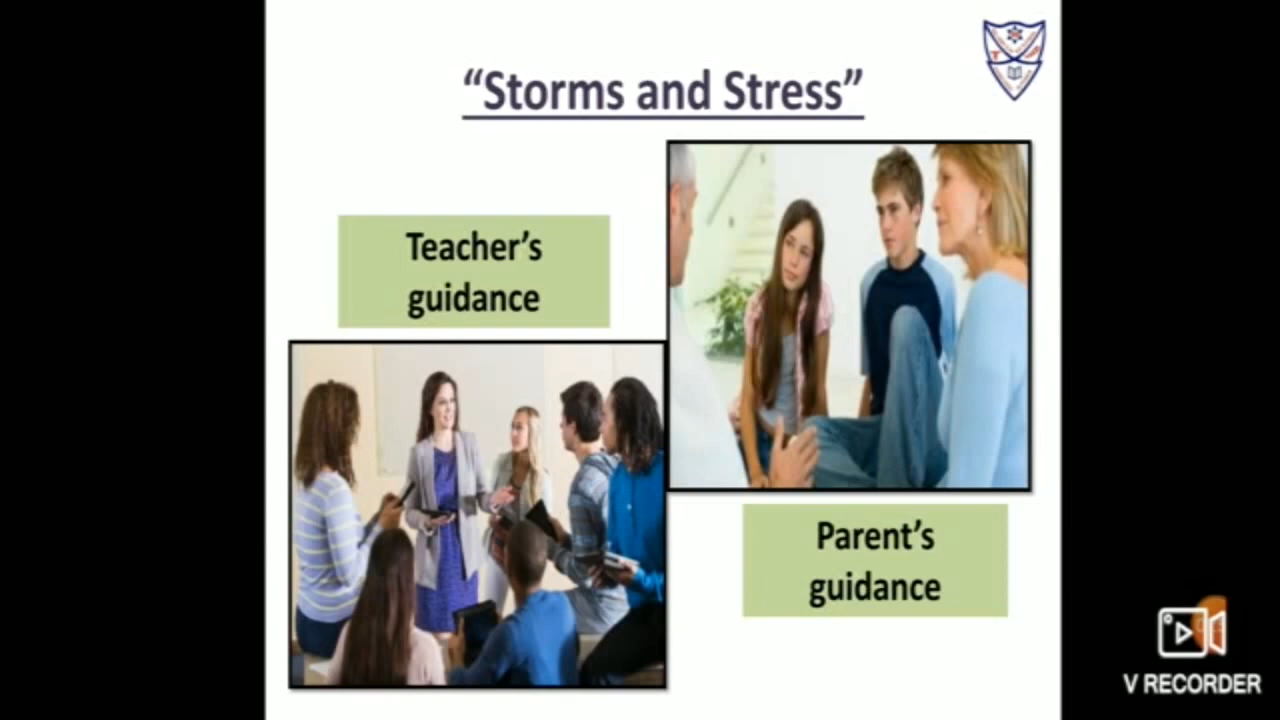 “Storms and Stress”
Teacher’s
guidance
Parent’s
guidance
V RECORDER